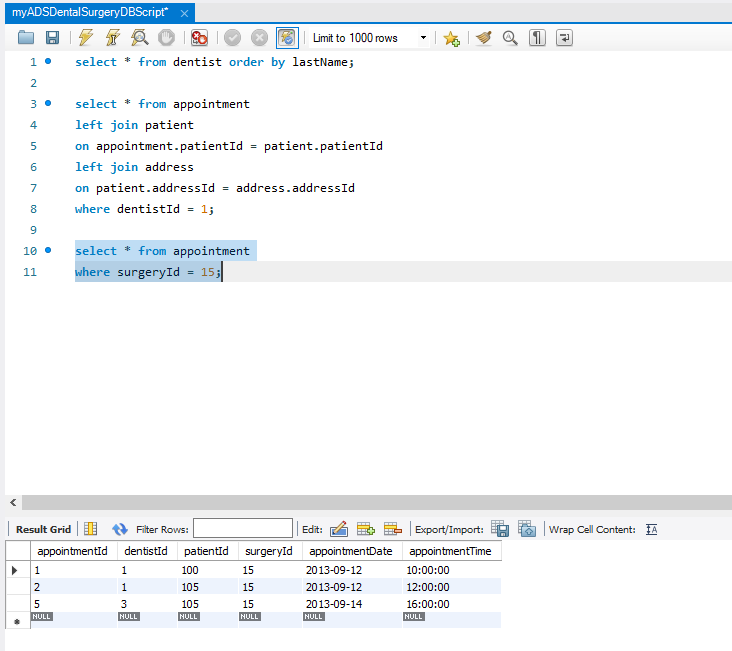 myADSDentalSurgeryDBScript*
Limit to 1000 rows
1 select * from dentist order by lastName;
2
3 select * from appointment
4 left join patient
5 on appointment.patientId = patient.patientId
6 left join address
7 on patient.addressId = address.addressId
8 where dentistId = 1;
9
10 select * from appointment
11 where surgeryId = 15;
Result Grid Filter Rows: Edit: Export/Import: Wrap Cell Content: IA
appointmentId dentistId patientId surgeryId appointmentDate appointmentTime
1 1 100 15 2013-09-12 10:00:00
2 1 105 15 2013-09-12 12:00:00
5 3 105 15 2013-09-14 16:00:00
NULL NULL NULL NULL NULL NULL